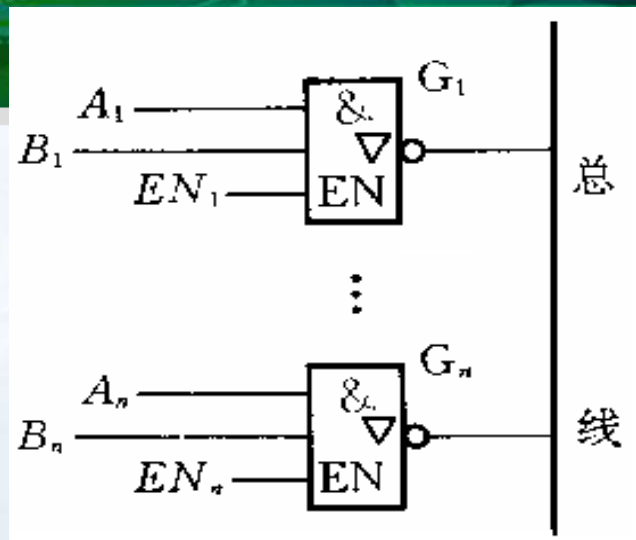 A₁
B₁
EN₁
&
▽
EN
G₁
总
⋮
Aₙ
Bₙ
ENₙ
&
▽
EN
Gₙ
线